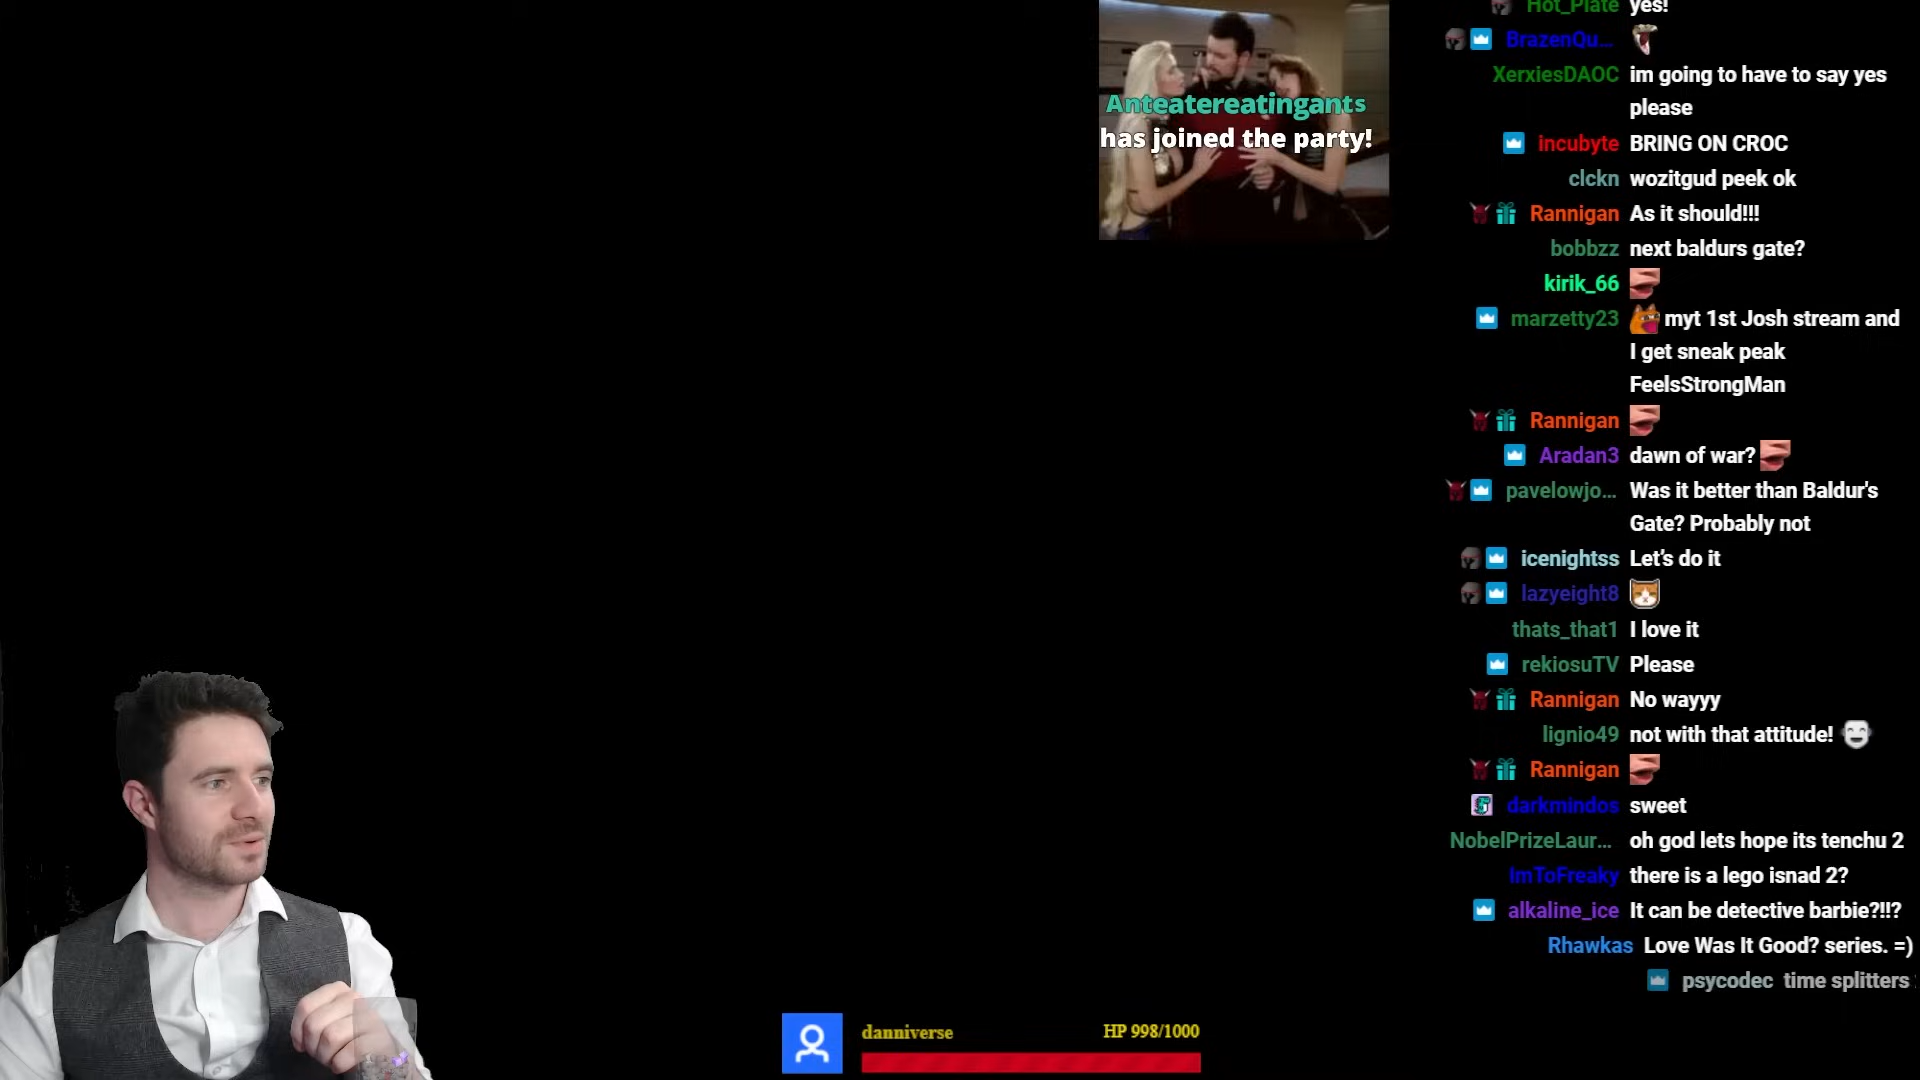 Anteatereatingants
has joined the party!
Hot_Plate yes!
BrazenQu...
XerxiesDAOC im going to have to say yes
please
incubyte BRING ON CROC
clckn wozitgud peek ok
Rannigan As it should!!!
bobbzz next baldurs gate?
kirik_66
marzetty23 myt 1st Josh stream and
I get sneak peak
FeelsStrongMan
Rannigan
Aradan3 dawn of war?
pavelowjo... Was it better than Baldur's
Gate? Probably not
icenightss Let's do it
lazyeight8
thats_that1 I love it
rekiosuTV Please
Rannigan No wayyy
lignio49 not with that attitude!
Rannigan
darkmindos sweet
NobelPrizeLaur... oh god lets hope its tenchu 2
ImToFreaky there is a lego isnad 2?
alkaline_ice It can be detective barbie?!!?
Rhawkas Love Was It Good? series. =)
psycodec time splitters
danniverse HP 998/1000